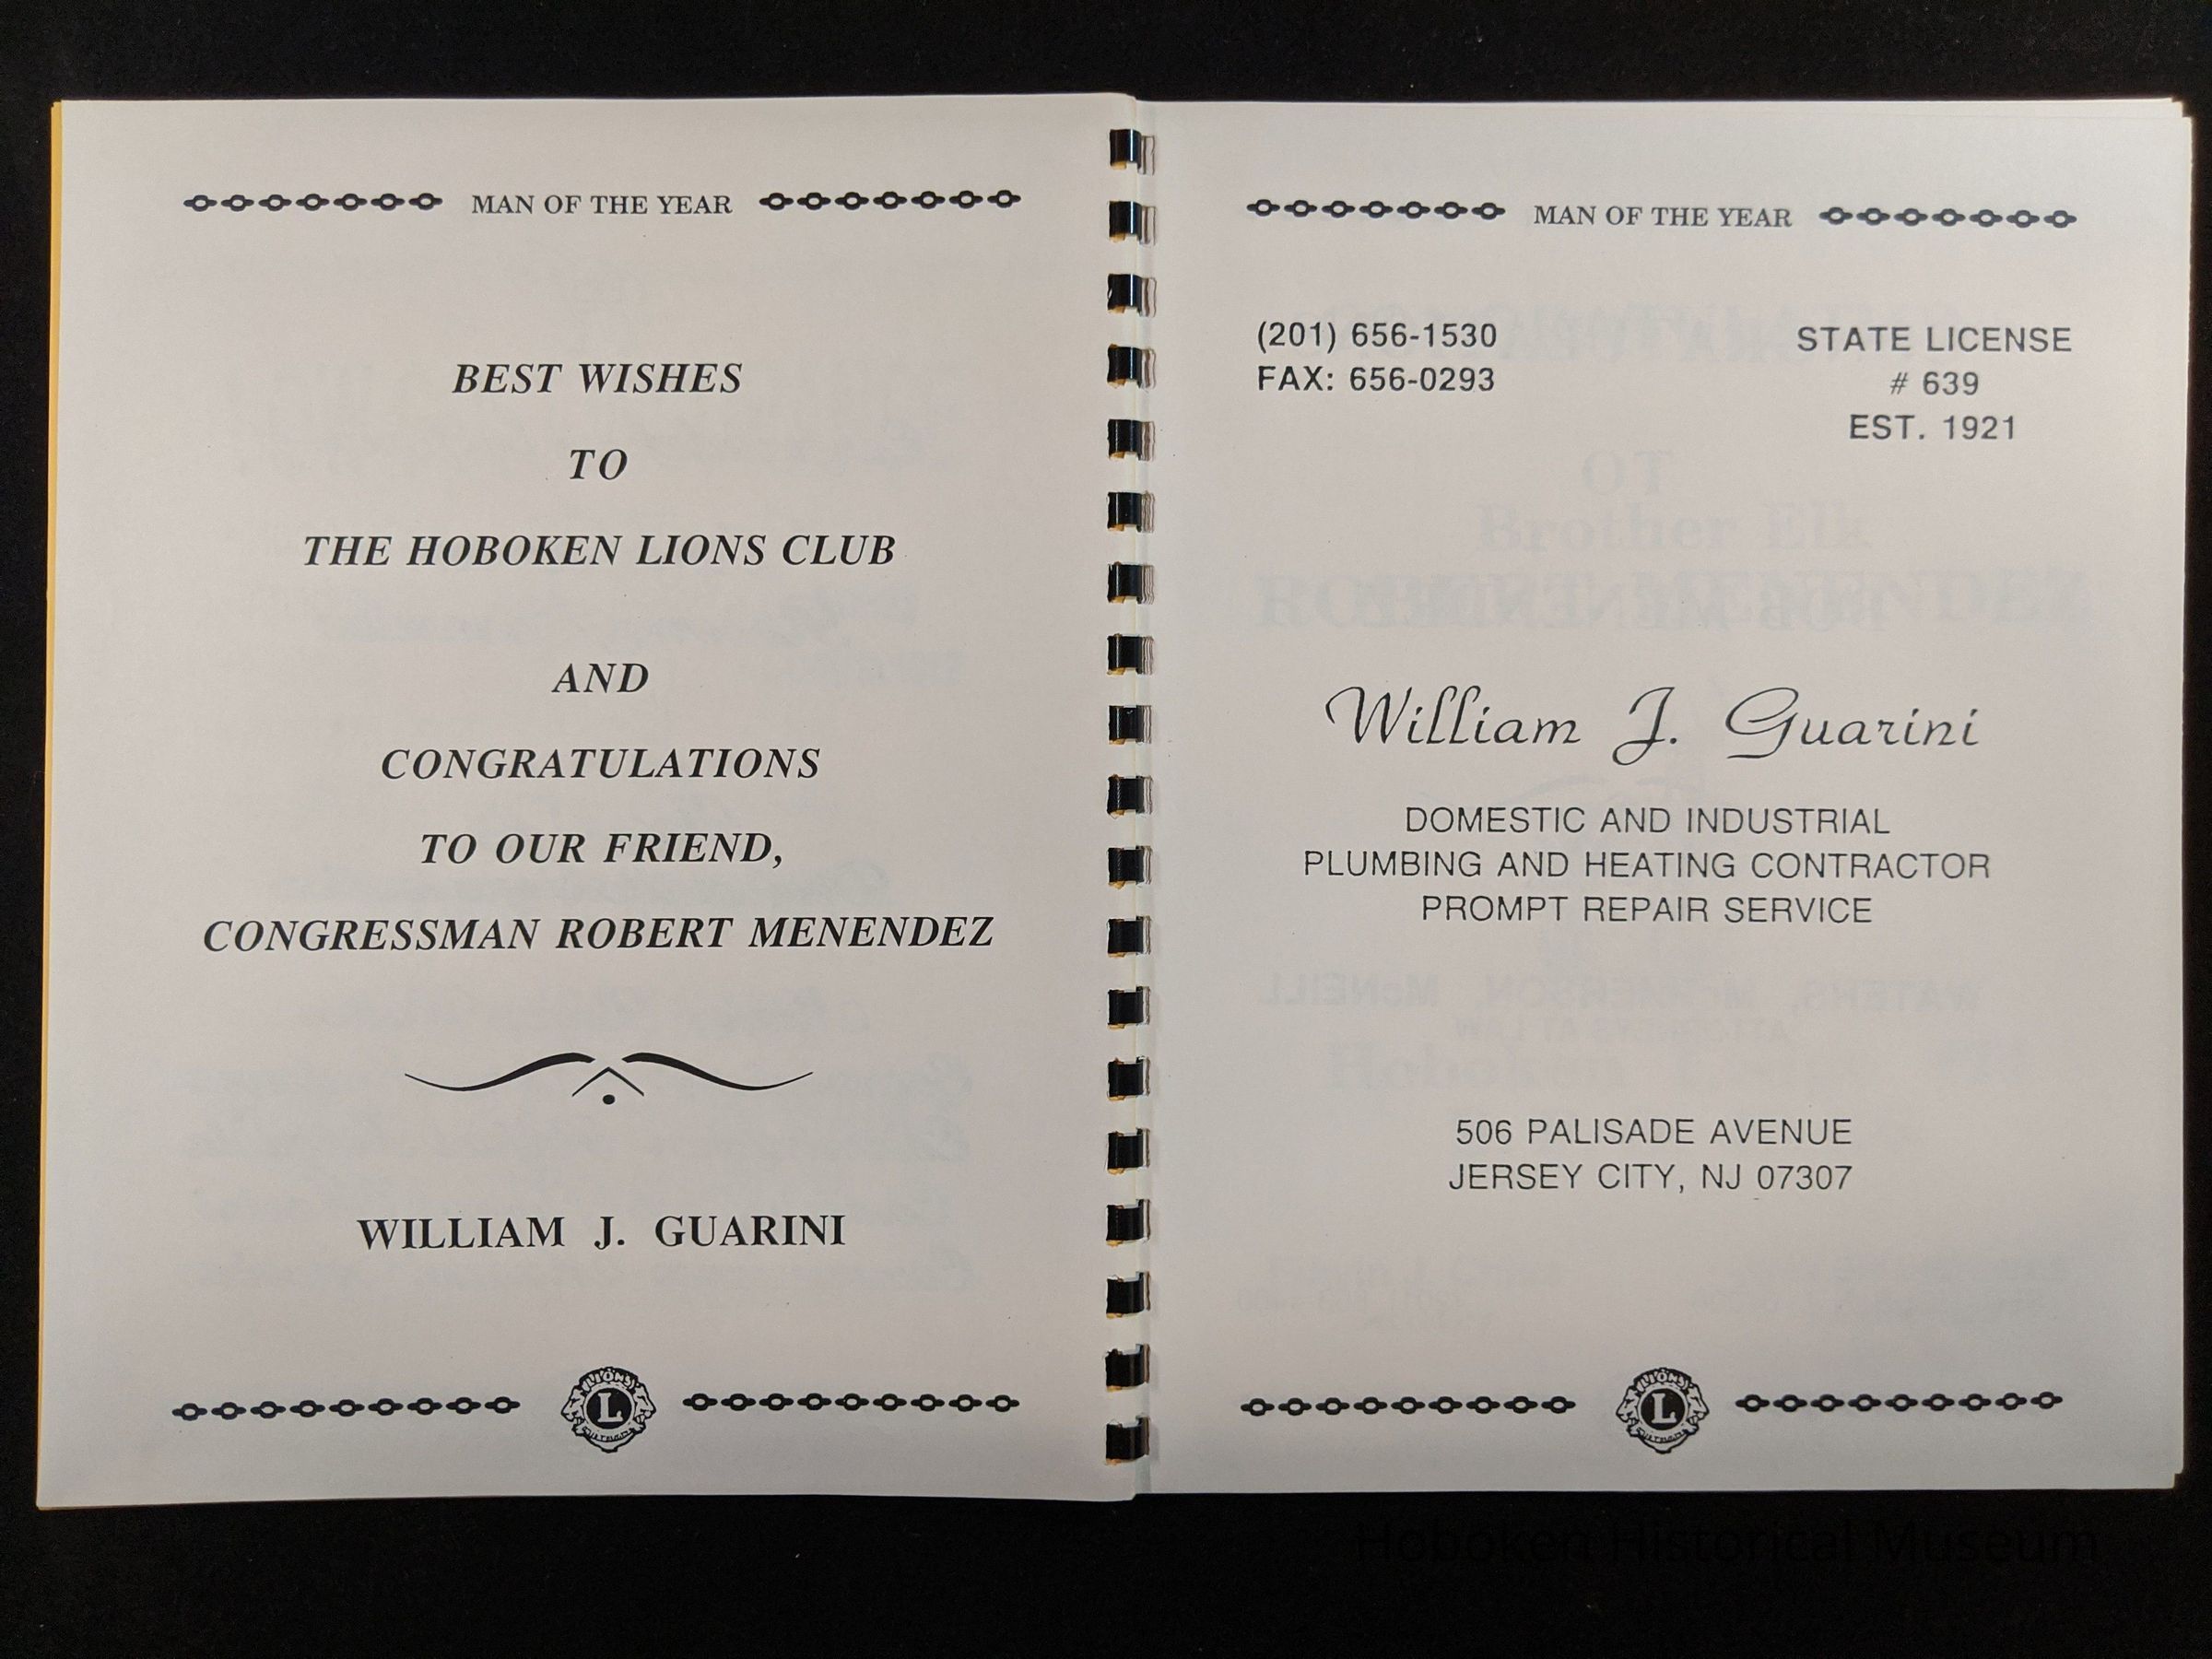 MAN OF THE YEAR
BEST WISHES
TO
THE HOBOKEN LIONS CLUB
AND
CONGRATULATIONS
TO OUR FRIEND,
CONGRESSMAN ROBERT MENENDEZ
WILLIAM J. GUARINI
LIONS
L
MAN OF THE YEAR
(201) 656-1530
FAX: 656-0293
STATE LICENSE
# 639
EST. 1921
William J. Guarini
DOMESTIC AND INDUSTRIAL
PLUMBING AND HEATING CONTRACTOR
PROMPT REPAIR SERVICE
506 PALISADE AVENUE
JERSEY CITY, NJ 07307
LIONS
L
Hoboken Historical Museum